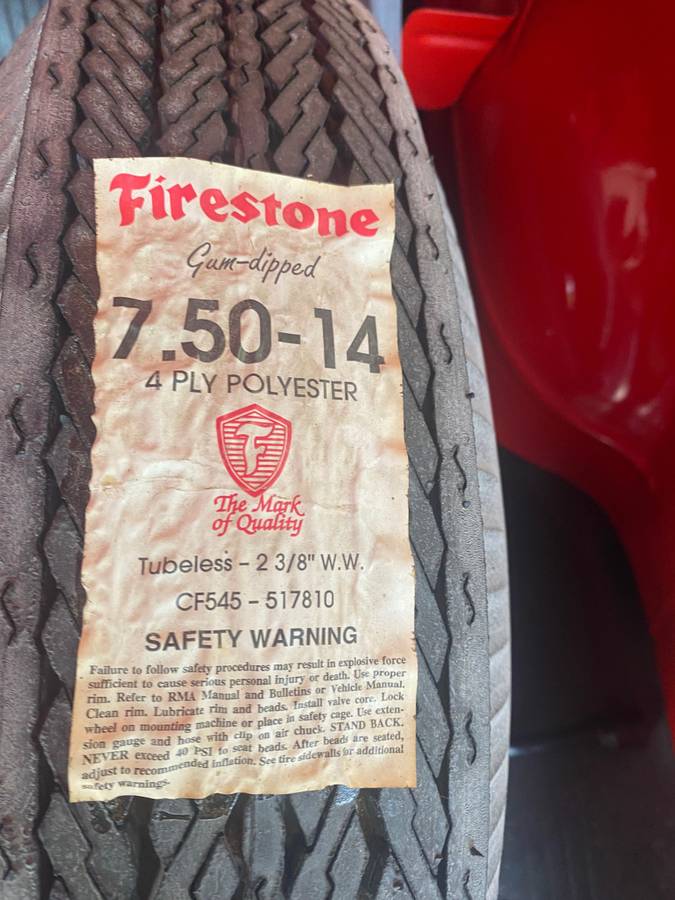 Firestone
Gum-dipped
7.50-14
4 PLY POLYESTER
F
The Mark
of Quality
Tubeless - 2 3/8" W.W.
CF545 - 517810
SAFETY WARNING
Failure to follow safety procedures may result in explosive force
sufficient to cause serious personal injury or death. Use proper
rim. Refer to RMA Manual and Bulletins or Vehicle Manual.
Clean rim. Lubricate rim and beads. Install valve core. Lock
wheel on mounting machine or place in safety cage. Use exten-
sion gauge and hose with clip on air chuck. STAND BACK.
NEVER exceed 40 PSI to seat beads. After beads are seated,
adjust to recommended inflation. See tire sidewalls for additional
safety warnings.